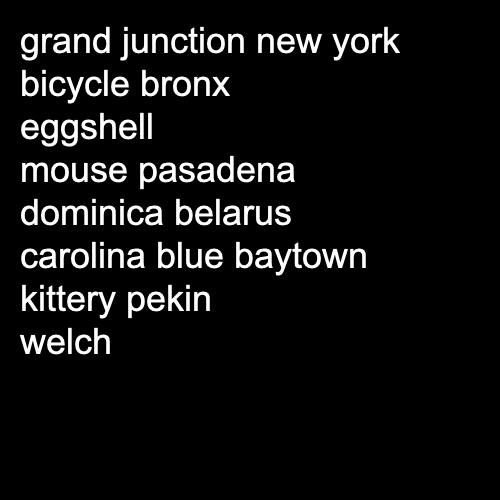 grand junction new york
bicycle bronx
eggshell
mouse pasadena
dominica belarus
carolina blue baytown
kittery pekin
welch